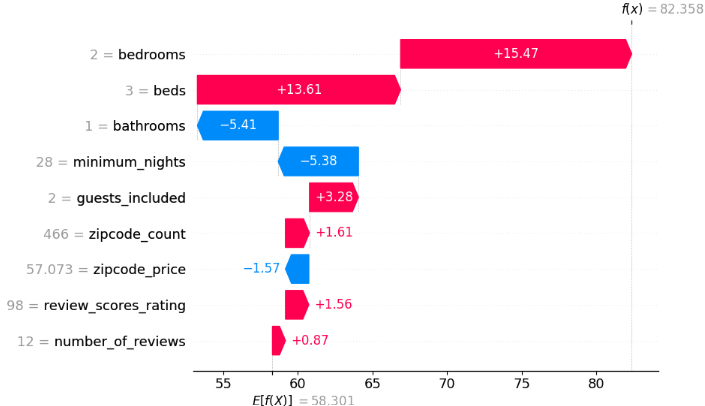 f(x) = 82.358
2 = bedrooms +15.47
3 = beds +13.61
1 = bathrooms −5.41
28 = minimum_nights −5.38
2 = guests_included +3.28
466 = zipcode_count +1.61
57.073 = zipcode_price −1.57
98 = review_scores_rating +1.56
12 = number_of_reviews +0.87
55 60 65 70 75 80
E[f(X)] = 58.301